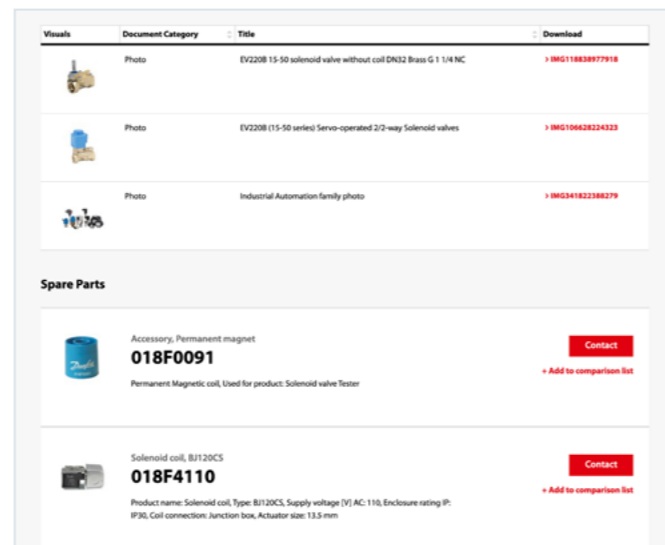 Visuals Document Category Title Download
Photo EV220B 15-50 solenoid valve without coil DN32 Brass G 1 1/4 NC > IMG118838977918
Photo EV220B (15-50 series) Servo-operated 2/2-way Solenoid valves > IMG106628224323
Photo Industrial Automation family photo > IMG341822388279
Spare Parts
Danfoss
Accessory, Permanent magnet
018F0091
Permanent Magnetic coil, Used for product: Solenoid valve Tester
Contact
+ Add to comparison list
Solenoid coil, BJ120CS
018F4110
Product name: Solenoid coil, Type: BJ120CS, Supply voltage [V] AC: 110, Enclosure rating IP:
IP30, Coil connection: Junction box, Actuator size: 13.5 mm
Contact
+ Add to comparison list